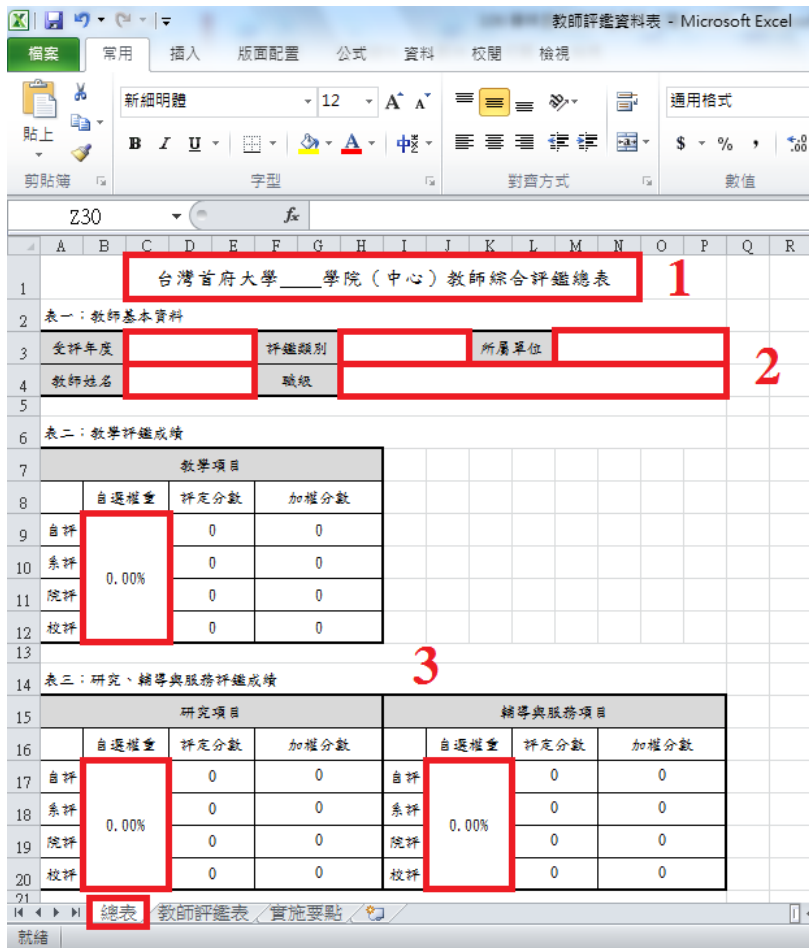 教師評鑑資料表 - Microsoft Excel
檔案 常用 插入 版面配置 公式 資料 校閱 檢視
新細明體 12 A A 通用格式
貼上 B I U A 中 $ % , .0 .00
剪貼簿 字型 對齊方式 數值
Z30 fx
A B C D E F G H I J K L M N O P Q R
1 台灣首府大學____學院（中心）教師綜合評鑑總表 1
2 表一：教師基本資料
3 受評年度 評鑑類別 所屬單位 2
4 教師姓名 職級
5
6 表二：教學評鑑成績
7 教學項目
8 自選權重 評定分數 加權分數
9 自評 0 0
10 系評 0.00% 0 0
11 院評 0 0
12 校評 0 0
13
14 表三：研究、輔導與服務評鑑成績 3
15 研究項目 輔導與服務項目
16 自選權重 評定分數 加權分數 自選權重 評定分數 加權分數
17 自評 0 0 自評 0 0
18 系評 0.00% 0 0 系評 0.00% 0 0
19 院評 0 0 院評 0 0
20 校評 0 0 校評 0 0
21
總表 教師評鑑表 實施要點
就緒